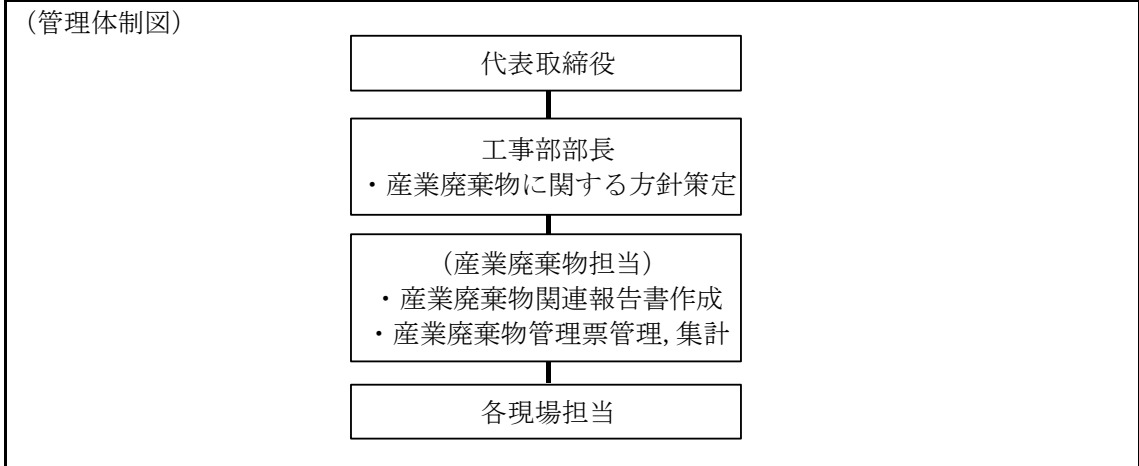 （管理体制図）
代表取締役
工事部部長
・産業廃棄物に関する方針策定
（産業廃棄物担当）
・産業廃棄物関連報告書作成
・産業廃棄物管理票管理,集計
各現場担当